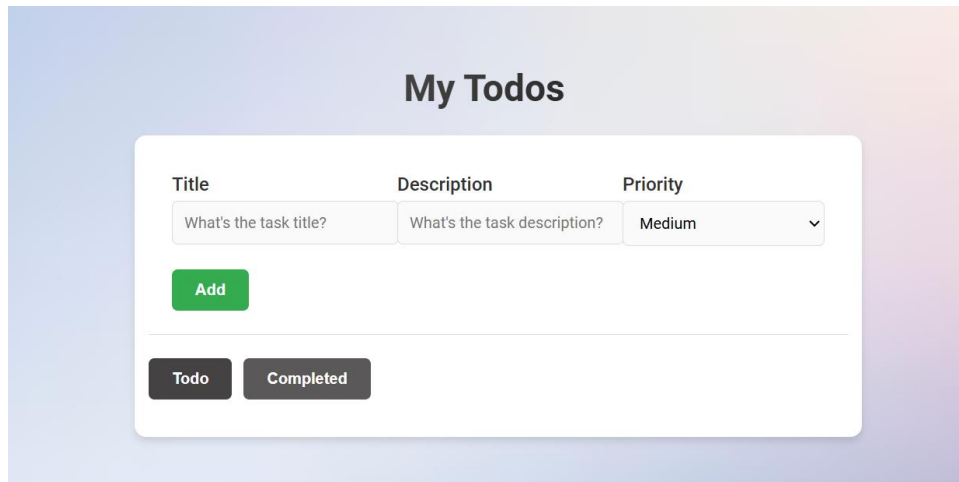 My Todos
Title Description Priority
What's the task title? What's the task description? Medium
Add
Todo Completed